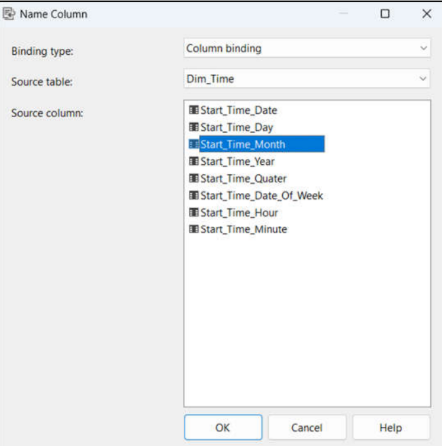 Name Column
Binding type:
Column binding
Source table:
Dim_Time
Source column:
Start_Time_Date
Start_Time_Day
Start_Time_Month
Start_Time_Year
Start_Time_Quater
Start_Time_Date_Of_Week
Start_Time_Hour
Start_Time_Minute
OK
Cancel
Help